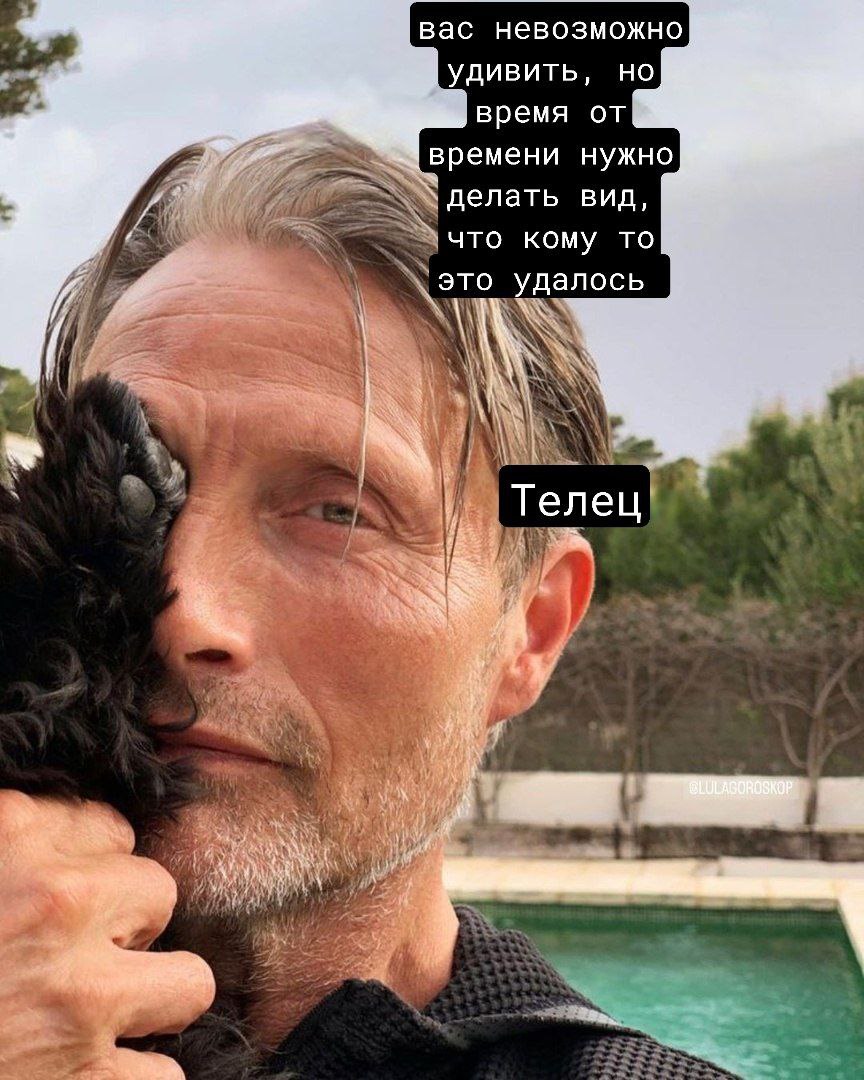 вас невозможно
удивить, но
время от
времени нужно
делать вид,
что кому то
это удалось
Телец
@LULAGOROSKOP